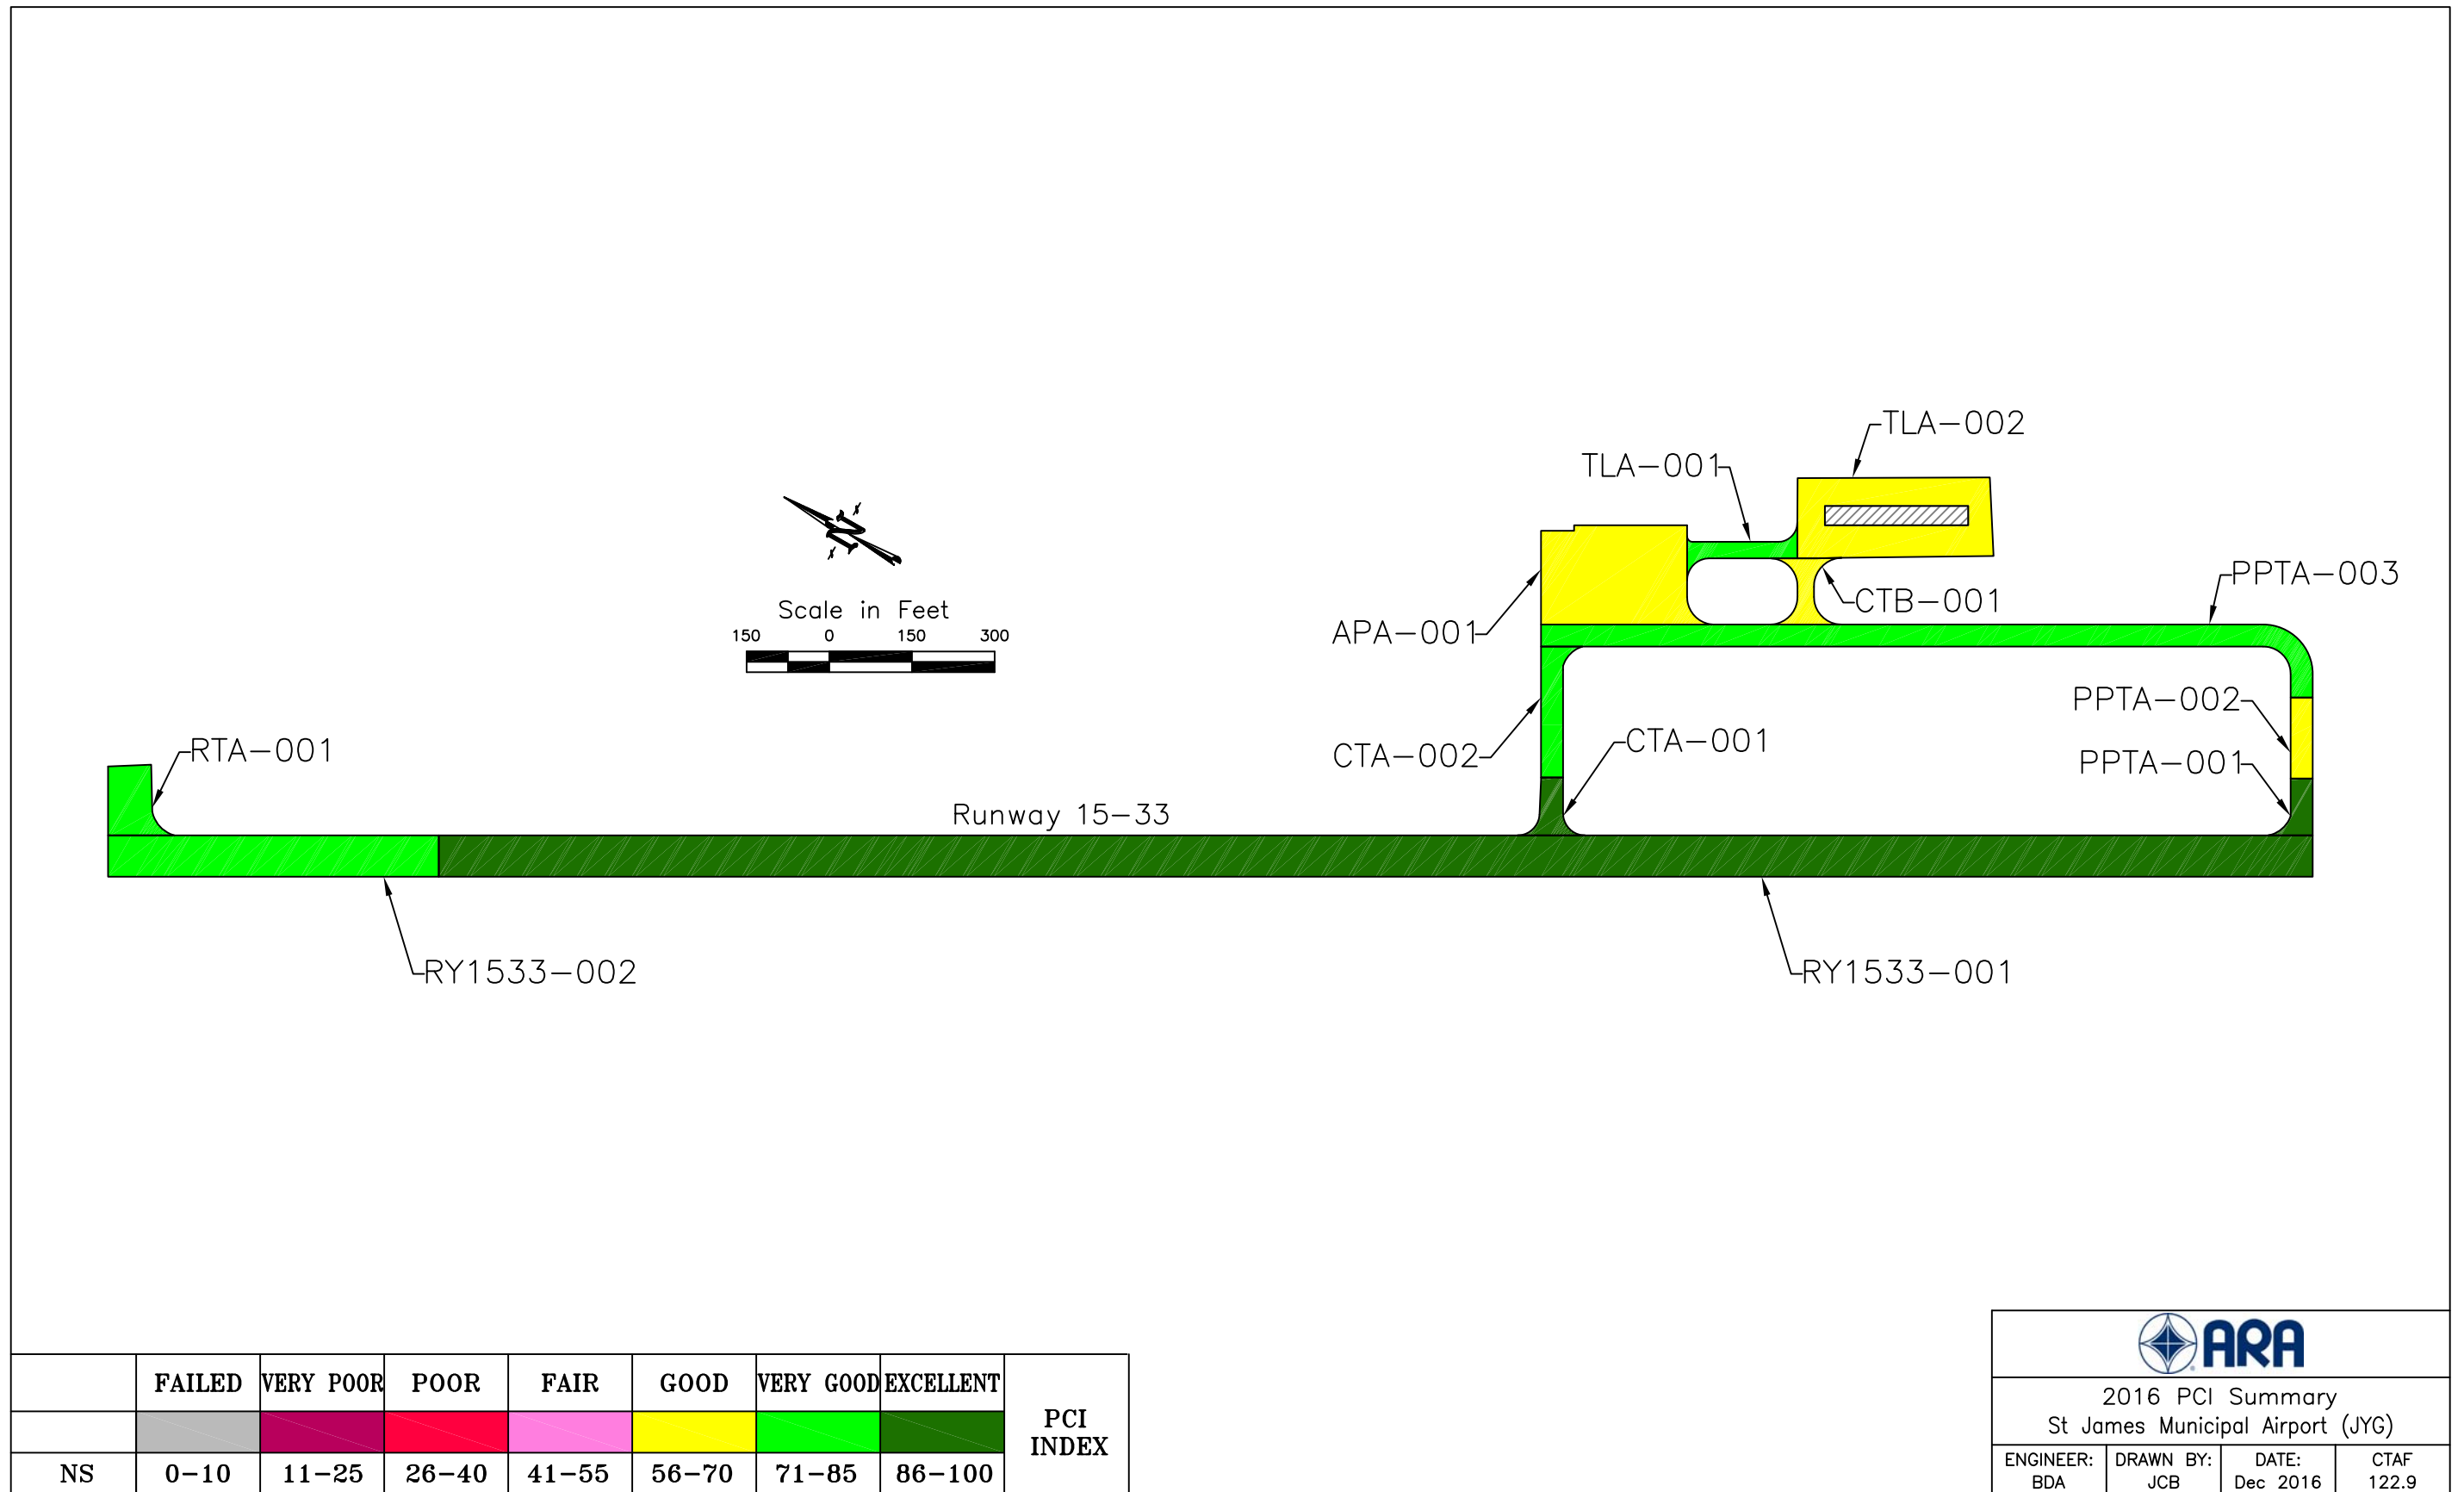 TLA-002
TLA-001
PPTA-003
CTB-001
APA-001
Scale in Feet
150 0 150 300
PPTA-002
CTA-001
RTA-001
CTA-002
PPTA-001
Runway 15-33
RY1533-002
RY1533-001
FAILED VERY POOR POOR FAIR GOOD VERY GOOD EXCELLENT
PCI
INDEX
NS 0-10 11-25 26-40 41-55 56-70 71-85 86-100
ARA
2016 PCI Summary
St James Municipal Airport (JYG)
ENGINEER: DRAWN BY: DATE: CTAF
BDA JCB Dec 2016 122.9